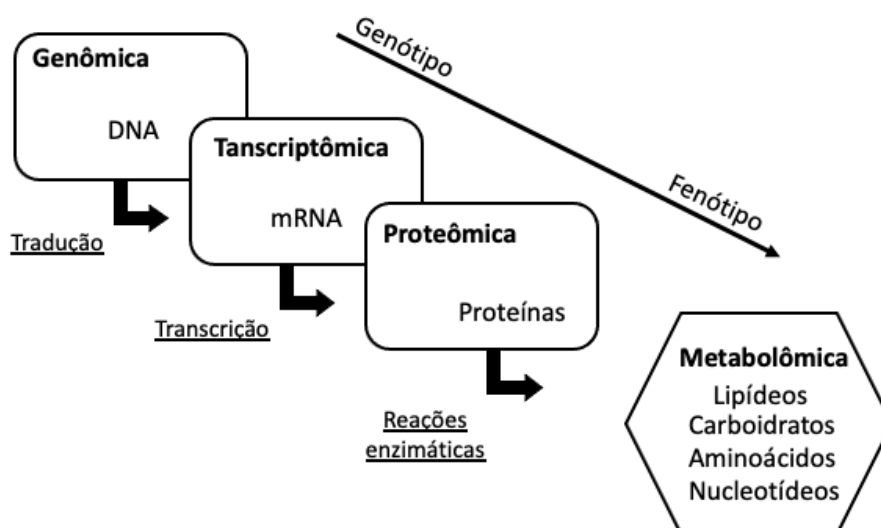 Genômica
DNA
Tradução
Tanscriptômica
mRNA
Transcrição
Proteômica
Proteínas
Reações
enzimáticas
Genótipo
Fenótipo
Metabolômica
Lipídeos
Carboidratos
Aminoácidos
Nucleotídeos